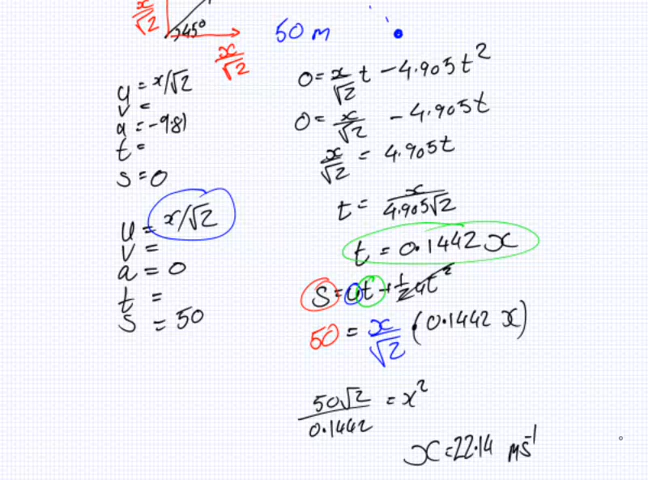 x/√2
45°
x/√2
50 m
u = x/√2
v =
a = -981
t =
s = 0
u = x/√2
v =
a = 0
t =
s = 50
0 = x/√2 t - 4.905t²
0 = x/√2 - 4.905t
x/√2 = 4.905t
t = x/4.905√2
t = 0.1442x
s = ut + ½at²
50 = x/√2 (0.1442x)
50√2/0.1442 = x²
x = 22.14 ms⁻¹